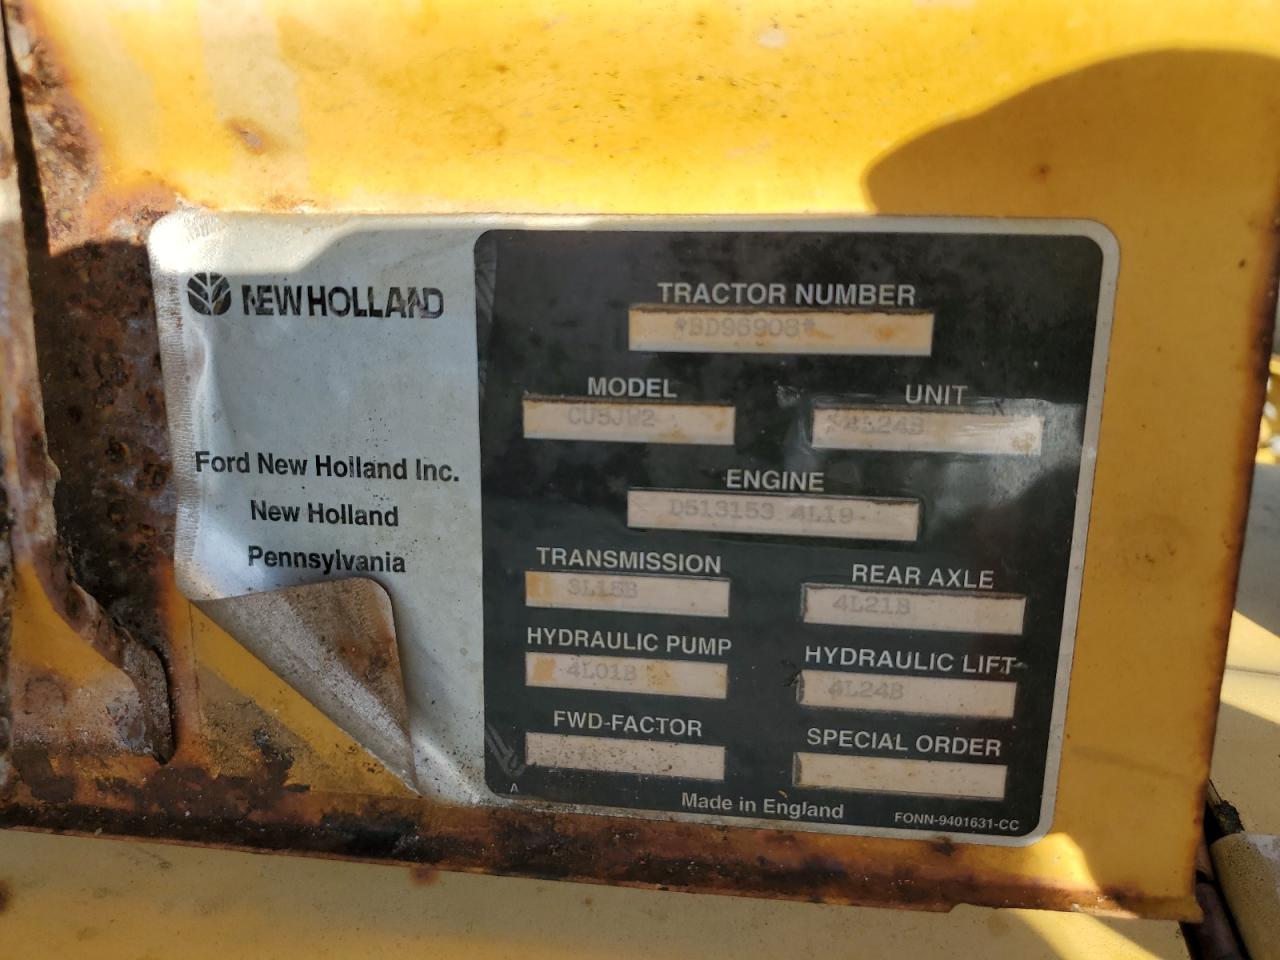 NEW HOLLAND
Ford New Holland Inc.
New Holland
Pennsylvania
TRACTOR NUMBER
*BD96908*
MODEL
UNIT
4L24B
ENGINE
D513153 4L19
TRANSMISSION
3L15B
REAR AXLE
4L21B
HYDRAULIC PUMP
4L01B
HYDRAULIC LIFT
4L24B
FWD-FACTOR
SPECIAL ORDER
A
Made in England
FONN-9401631-CC